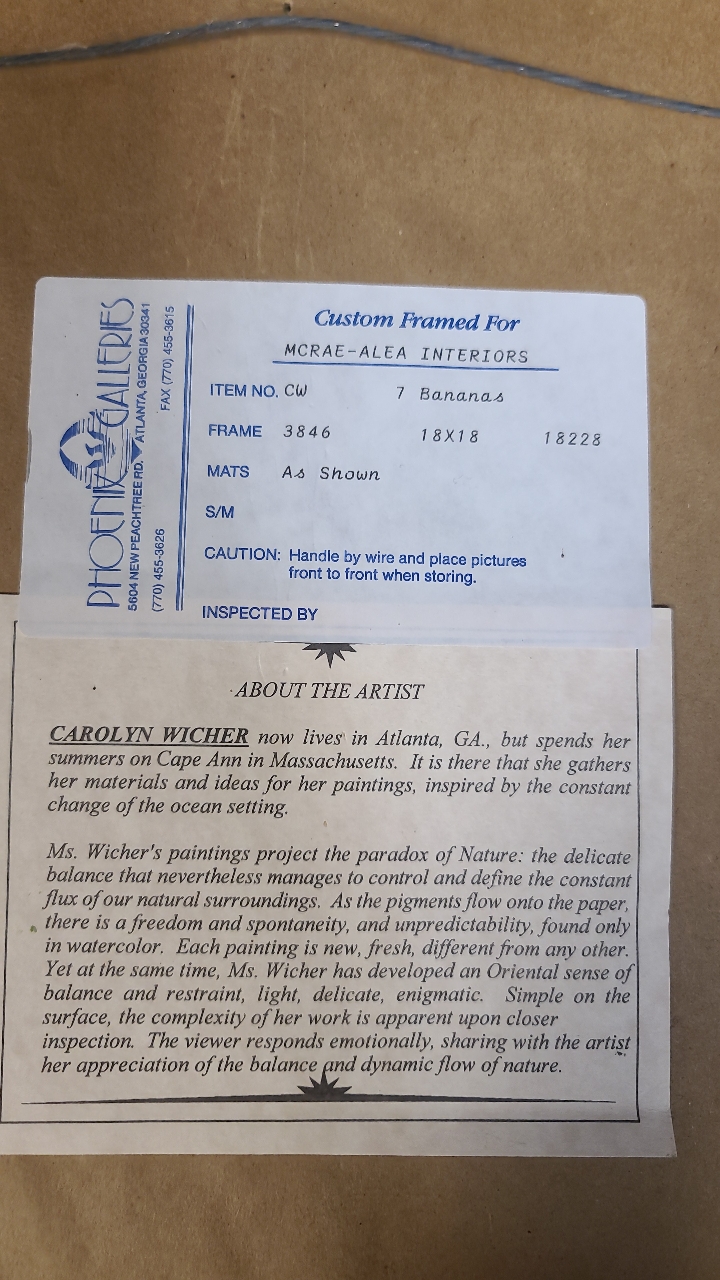 PHOENIX GALLERIES
5604 NEW PEACHTREE RD. ATLANTA, GEORGIA 30341
(770) 455-3626 FAX (770) 455-3615
Custom Framed For
MCRAE-ALEA INTERIORS
ITEM NO. CW 7 Bananas
FRAME 3846 18X18 18228
MATS As Shown
S/M
CAUTION: Handle by wire and place pictures
front to front when storing.
INSPECTED BY
ABOUT THE ARTIST
CAROLYN WICHER now lives in Atlanta, GA., but spends her
summers on Cape Ann in Massachusetts. It is there that she gathers
her materials and ideas for her paintings, inspired by the constant
change of the ocean setting.
Ms. Wicher's paintings project the paradox of Nature: the delicate
balance that nevertheless manages to control and define the constant
flux of our natural surroundings. As the pigments flow onto the paper,
there is a freedom and spontaneity, and unpredictability, found only
in watercolor. Each painting is new, fresh, different from any other.
Yet at the same time, Ms. Wicher has developed an Oriental sense of
balance and restraint, light, delicate, enigmatic. Simple on the
surface, the complexity of her work is apparent upon closer
inspection. The viewer responds emotionally, sharing with the artist
her appreciation of the balance and dynamic flow of nature.